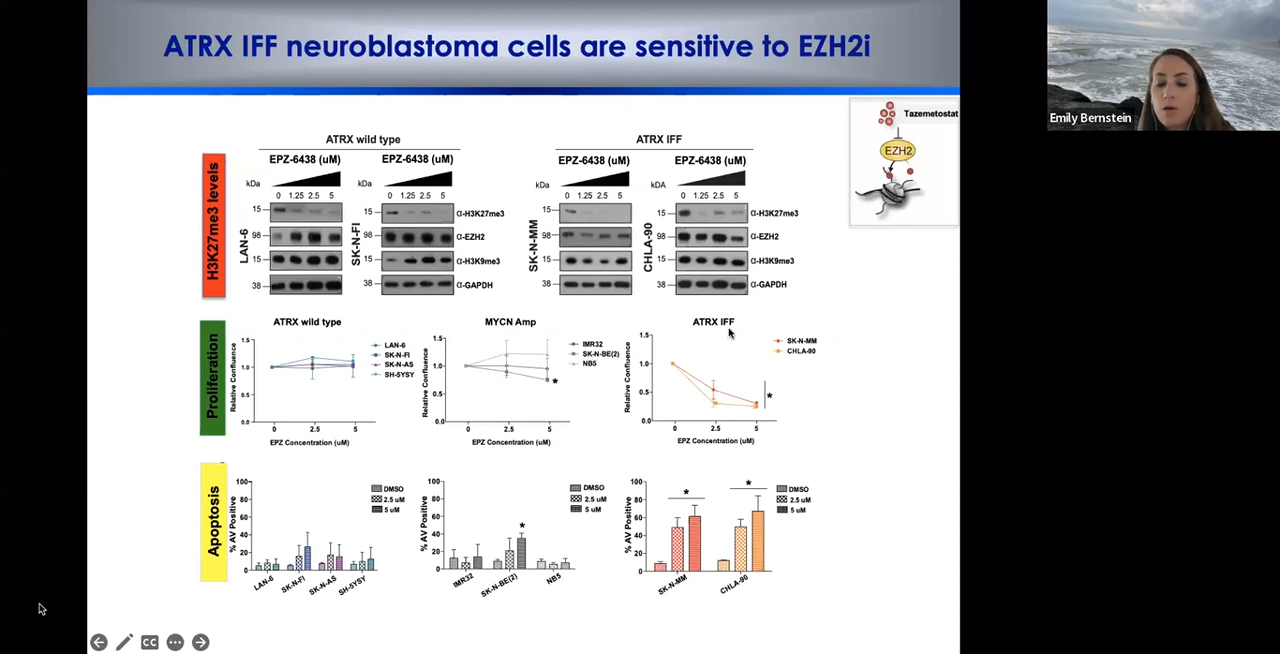 ATRX IFF neuroblastoma cells are sensitive to EZH2i
Emily Bernstein
Tazemetostat
EZH2
H3K27me3 levels
ATRX wild type
EPZ-6438 (uM) EPZ-6438 (uM)
kDa 0 1.25 2.5 5 kDa 0 1.25 2.5 5
LAN-6 15 SK-N-FI 15 α-H3K27me3
98 98 α-EZH2
15 15 α-H3K9me3
38 38 α-GAPDH
ATRX IFF
EPZ-6438 (uM) EPZ-6438 (uM)
kDa 0 1.25 2.5 5 kDA 0 1.25 2.5 5
SK-N-MM 15 CHLA-90 15 α-H3K27me3
98 98 α-EZH2
15 15 α-H3K9me3
38 38 α-GAPDH
Proliferation
ATRX wild type
Relative Confluence
1.5
1.0
0.5
0.0
0 2.5 5
EPZ Concentration (uM)
LAN-6
SK-N-FI
SK-N-AS
SH-5YSY
MYCN Amp
Relative Confluence
1.5
1.0
0.5
0.0
0 2.5 5
EPZ Concentration (uM)
IMR32
SK-N-BE(2)
NB5
*
ATRX IFF
Relative Confluence
1.5
1.0
0.5
0.0
0 2.5 5
EPZ Concentration (uM)
SK-N-MM
CHLA-90
*
Apoptosis
% AV Positive
100
80
60
40
20
0
LAN-6 SK-N-FI SK-N-AS SH-5YSY
DMSO
2.5 uM
5 uM
% AV Positive
100
80
60
40
20
0
*
IMR32 SK-N-BE(2) NB5
DMSO
2.5 uM
5 uM
% AV Positive
100
80
60
40
20
0
* *
SK-N-MM CHLA-90
DMSO
2.5 uM
5 uM
CC